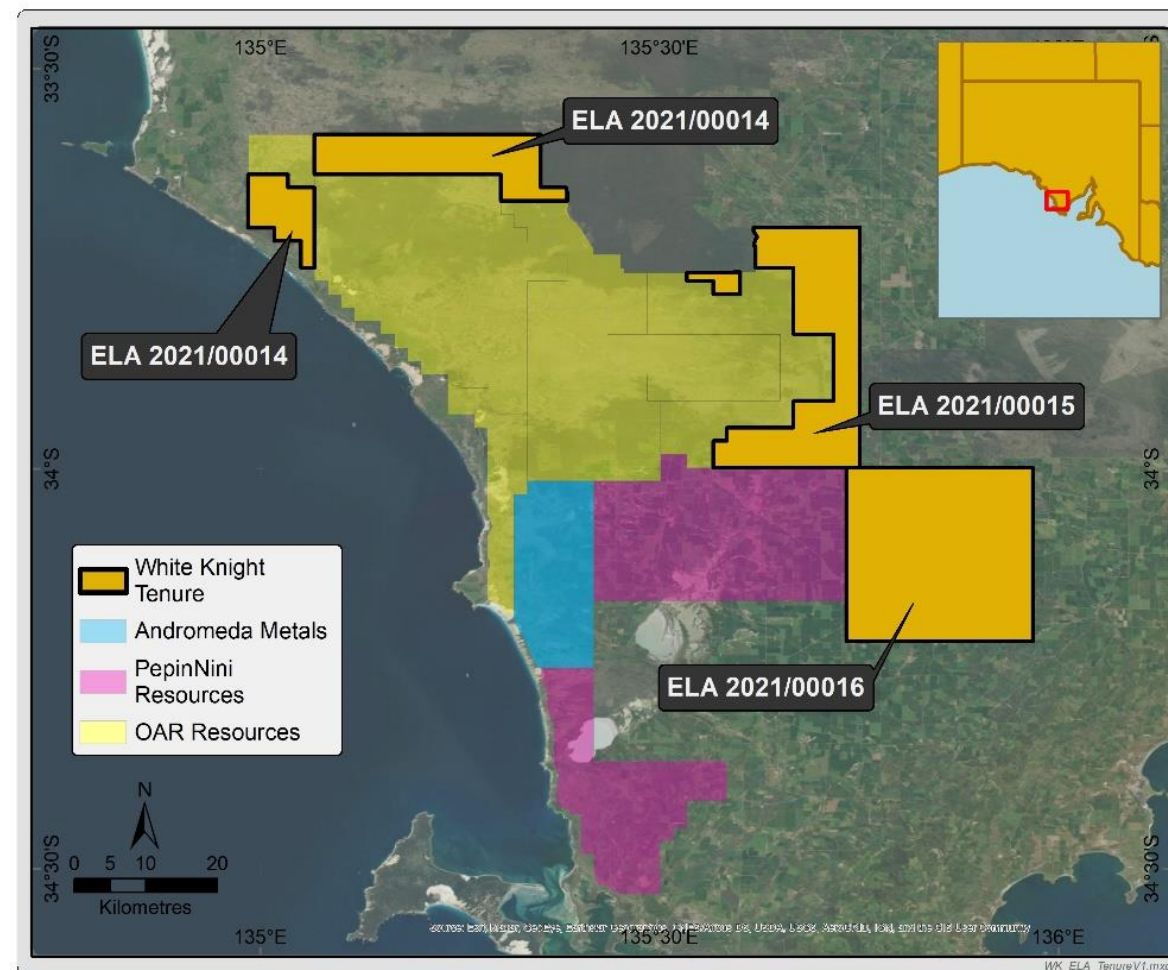 135°E
135°30'E
33°30'S
ELA 2021/00014
ELA 2021/00014
ELA 2021/00015
34°S
34°S
White Knight
Tenure
Andromeda Metals
PepinNini
Resources
OAR Resources
ELA 2021/00016
N
0 5 10 20
Kilometres
34°30'S
34°30'S
135°E
135°30'E
136°E
WK_ELA_TenureV1.mxd